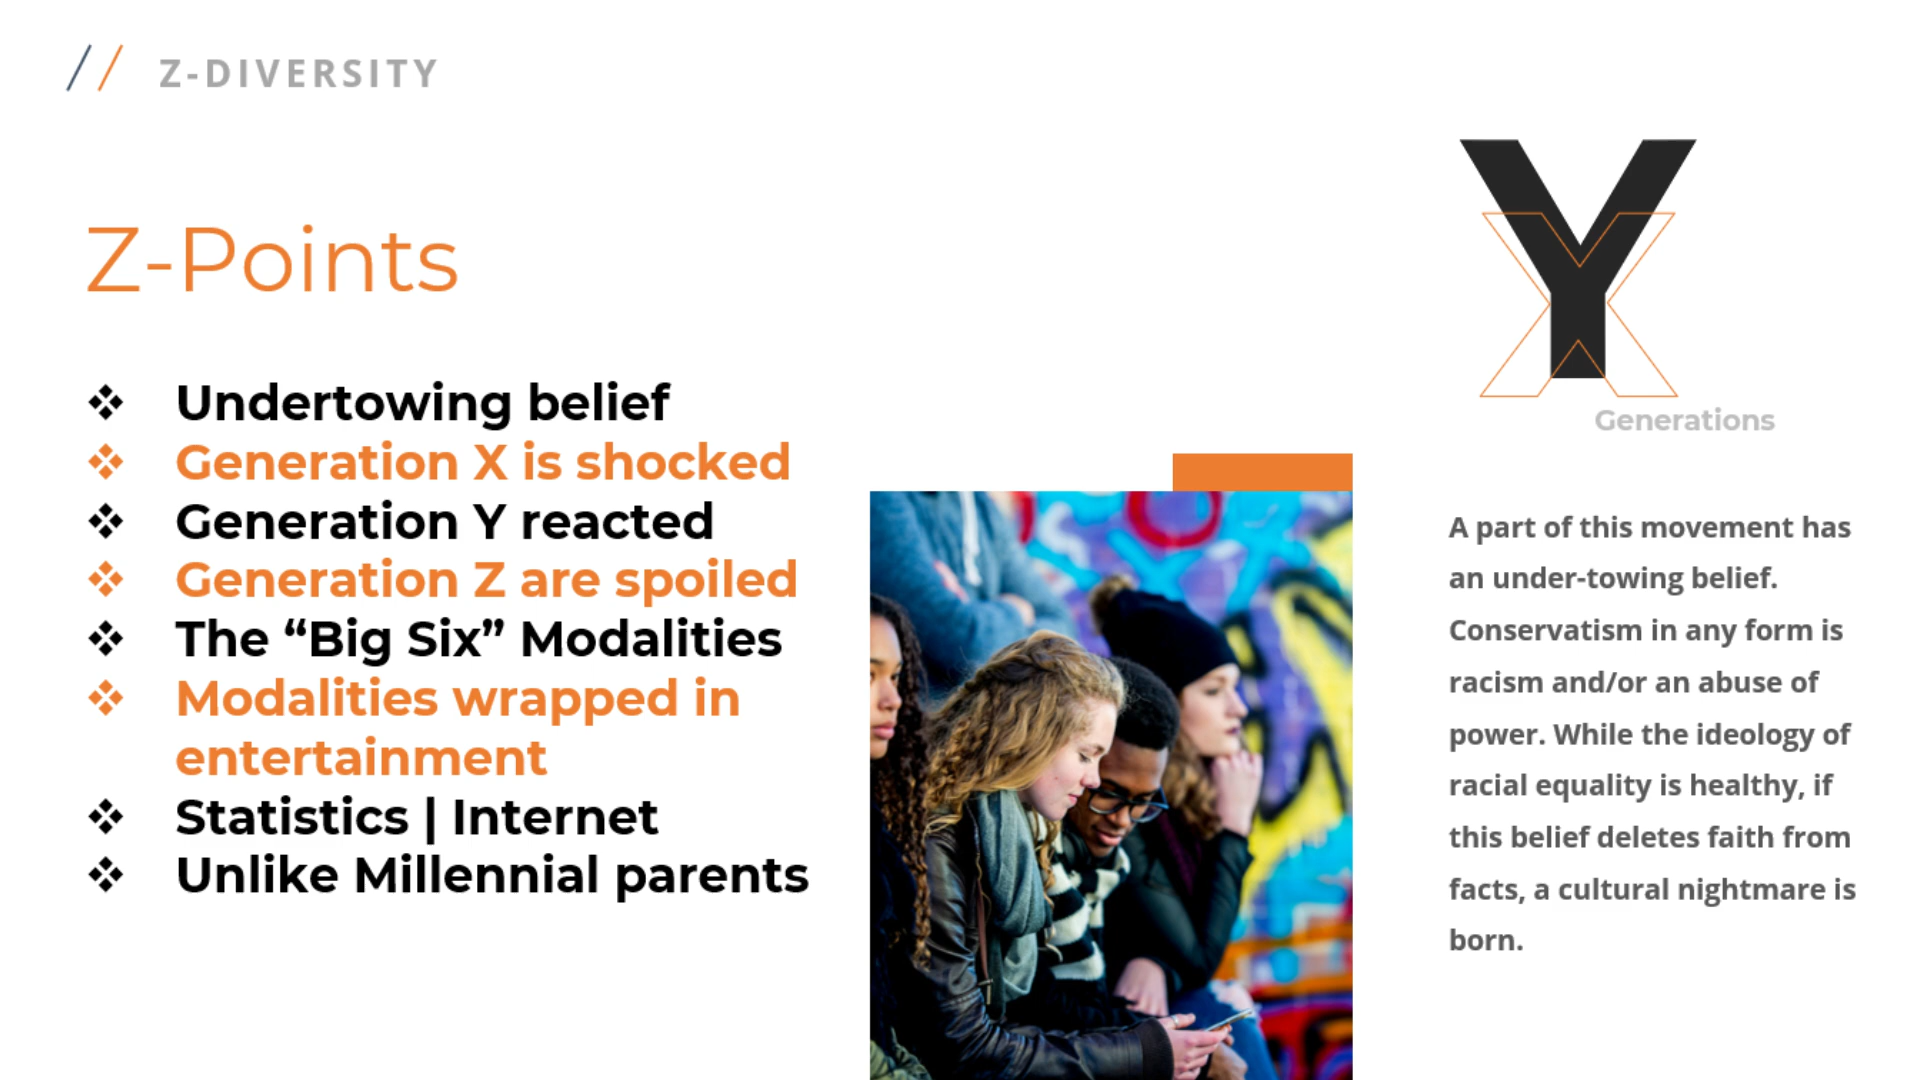 // Z-DIVERSITY
Z-Points
❖ Undertowing belief
❖ Generation X is shocked
❖ Generation Y reacted
❖ Generation Z are spoiled
❖ The “Big Six” Modalities
❖ Modalities wrapped in
entertainment
❖ Statistics | Internet
❖ Unlike Millennial parents
Y
X
Generations
A part of this movement has
an under-towing belief.
Conservatism in any form is
racism and/or an abuse of
power. While the ideology of
racial equality is healthy, if
this belief deletes faith from
facts, a cultural nightmare is
born.